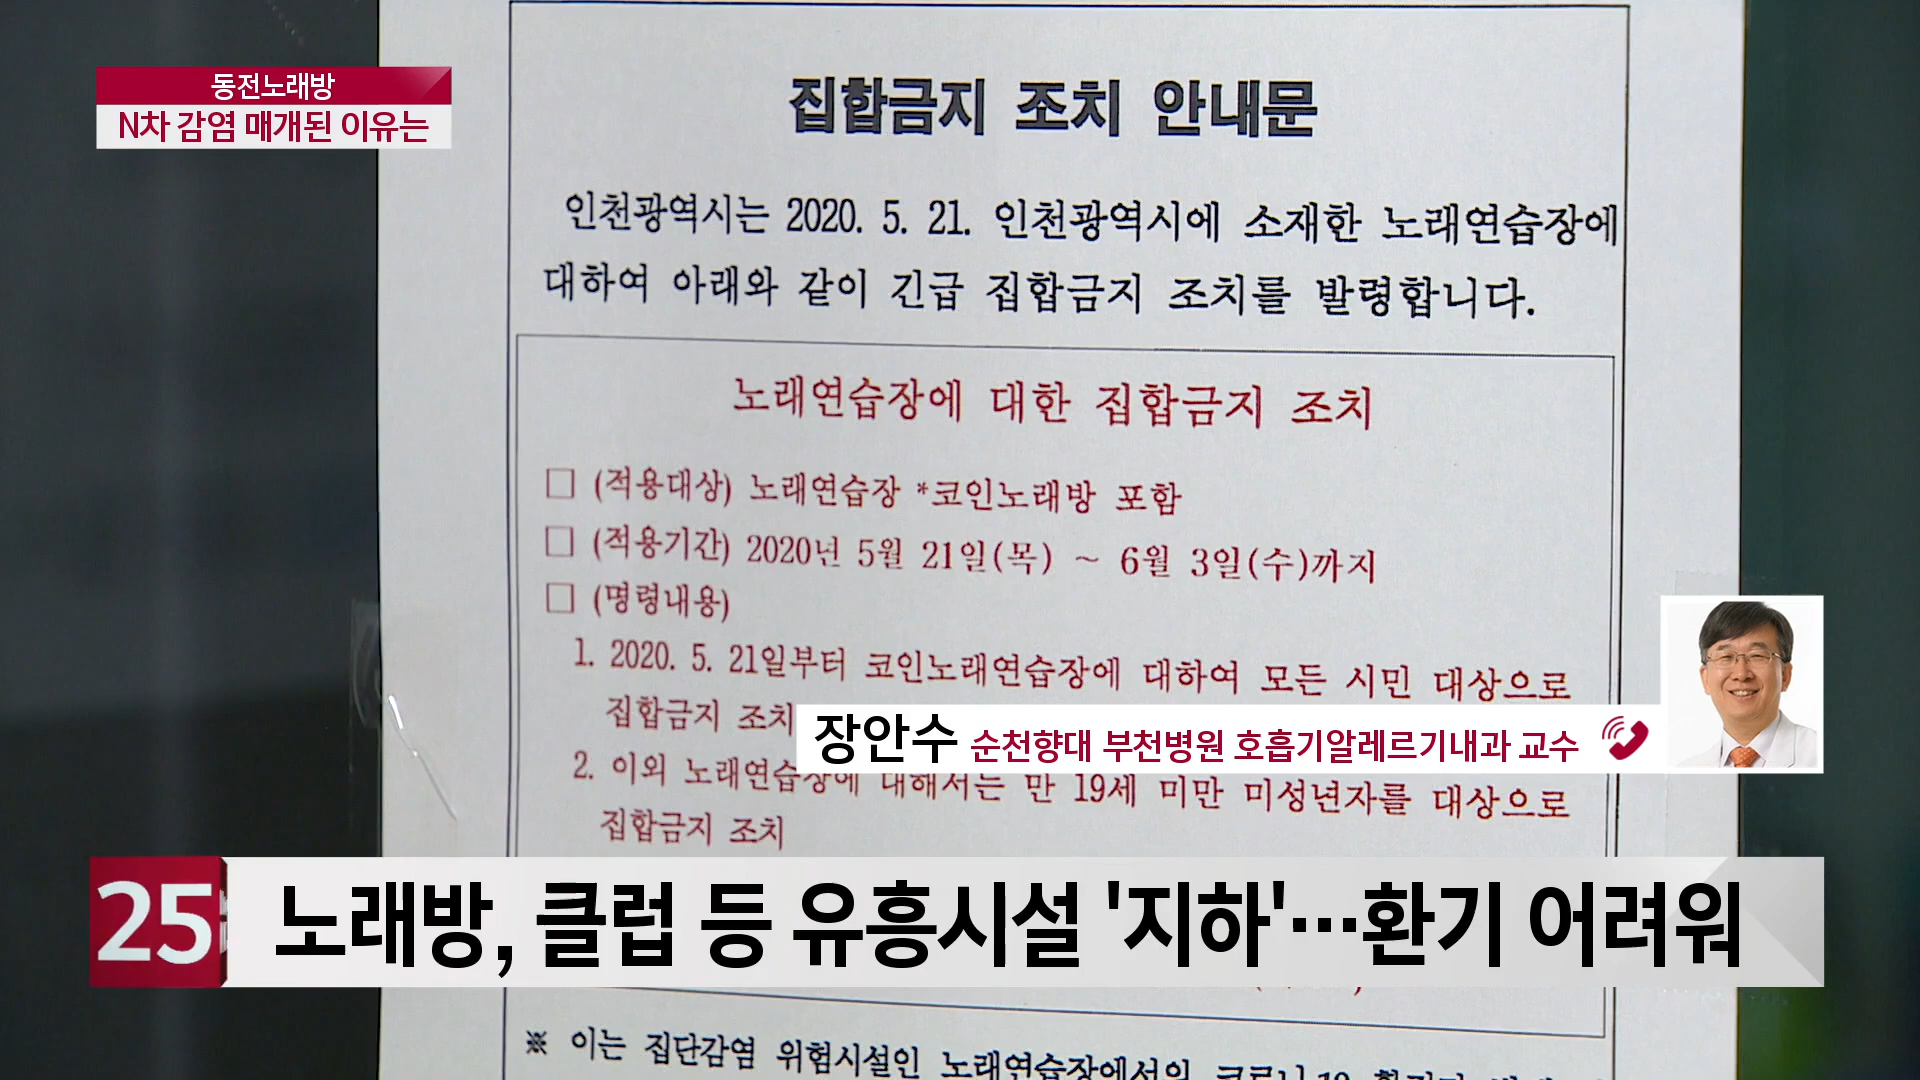 동전노래방
N차 감염 매개된 이유는
집합금지 조치 안내문
인천광역시는 2020. 5. 21. 인천광역시에 소재한 노래연습장에
대하여 아래와 같이 긴급 집합금지 조치를 발령합니다.
노래연습장에 대한 집합금지 조치
□ (적용대상) 노래연습장 *코인노래방 포함
□ (적용기간) 2020년 5월 21일(목) ~ 6월 3일(수)까지
□ (명령내용)
1. 2020. 5. 21일부터 코인노래연습장에 대하여 모든 시민 대상으로
집합금지 조치
장안수 순천향대 부천병원 호흡기알레르기내과 교수
2. 이외 노래연습장에 대해서는 만 19세 미만 미성년자를 대상으로
집합금지 조치
25
노래방, 클럽 등 유흥시설 '지하'…환기 어려워
※ 이는 집단감염 위험시설인 노래연습장에서의 코로나19